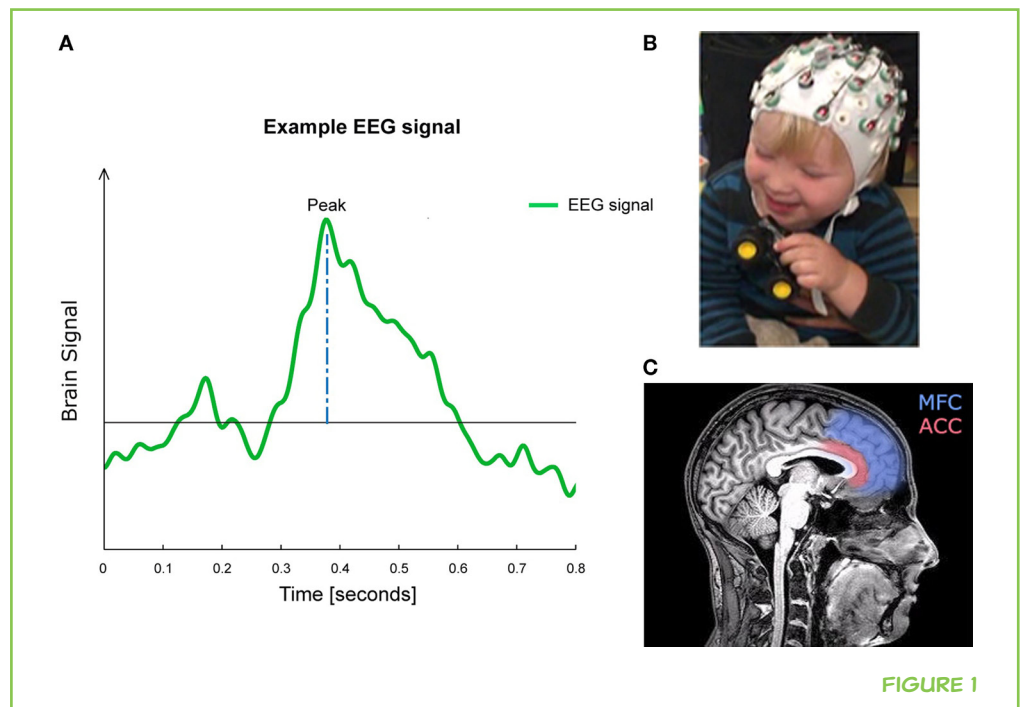 A
B
Example EEG signal
Peak
EEG signal
Brain Signal
0 0.1 0.2 0.3 0.4 0.5 0.6 0.7 0.8
Time [seconds]
C
MFC
ACC
FIGURE 1